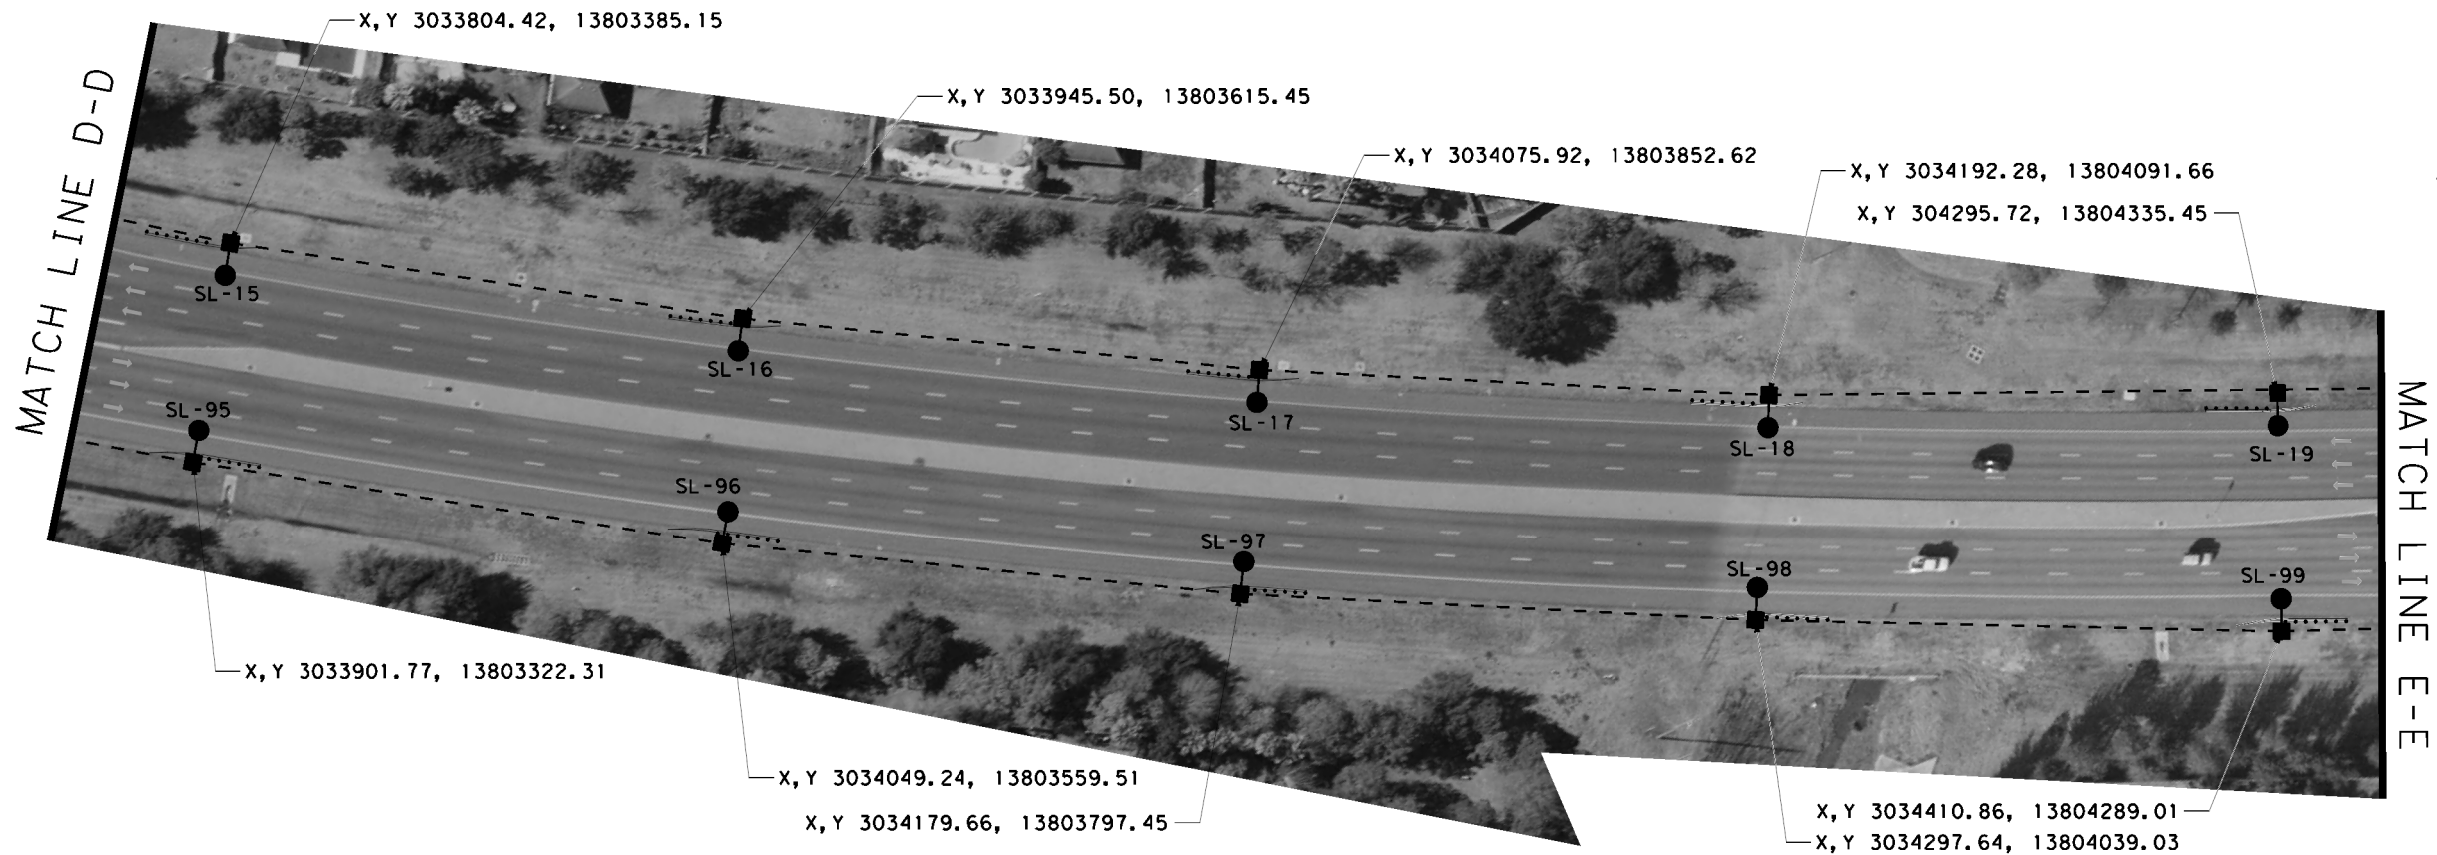 X,Y 3033804.42, 13803385.15
X,Y 3033945.50, 13803615.45
X,Y 3034075.92, 13803852.62
X,Y 3034192.28, 13804091.66
X,Y 304295.72, 13804335.45
MATCH LINE D-D
SL-15
SL-16
SL-17
SL-18
SL-19
MATCH LINE E-E
SL-95
SL-96
SL-97
SL-98
SL-99
X,Y 3033901.77, 13803322.31
X,Y 3034049.24, 13803559.51
X,Y 3034179.66, 13803797.45
X,Y 3034410.86, 13804289.01
X,Y 3034297.64, 13804039.03